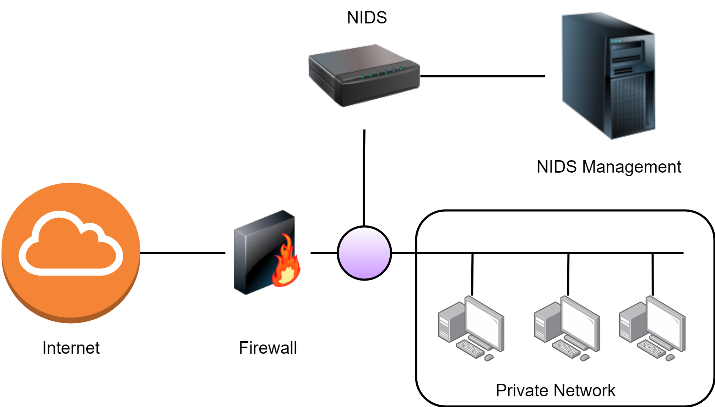 NIDS
NIDS Management
Internet
Firewall
Private Network